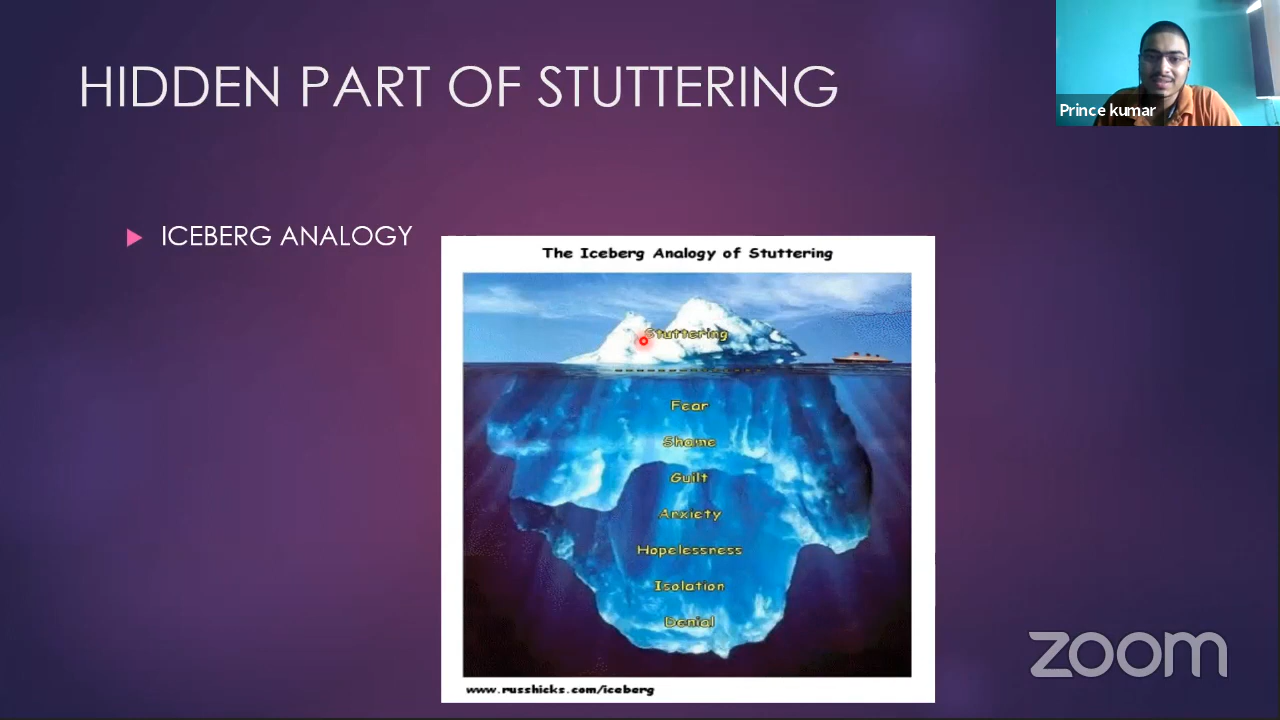 HIDDEN PART OF STUTTERING
Prince kumar
ICEBERG ANALOGY
The Iceberg Analogy of Stuttering
Stuttering
Fear
Shame
Guilt
Anxiety
Hopelessness
Isolation
Denial
www.russhicks.com/iceberg
zoom